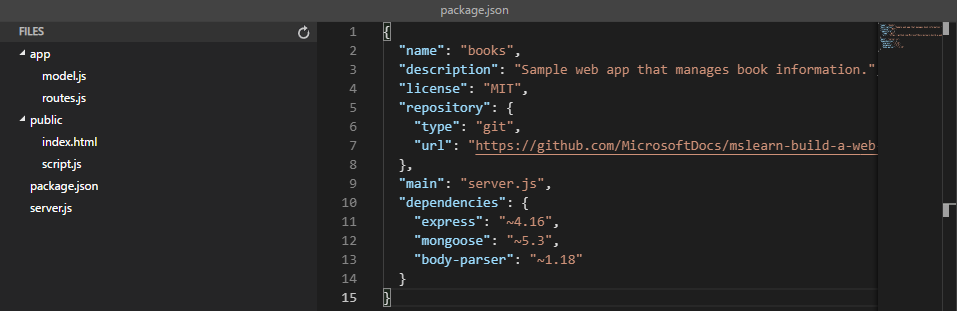 package.json
FILES
app
model.js
routes.js
public
index.html
script.js
package.json
server.js
1 {
2 "name": "books",
3 "description": "Sample web app that manages book information."
4 "license": "MIT",
5 "repository": {
6 "type": "git",
7 "url": "https://github.com/MicrosoftDocs/mslearn-build-a-web-
8 },
9 "main": "server.js",
10 "dependencies": {
11 "express": "~4.16",
12 "mongoose": "~5.3",
13 "body-parser": "~1.18"
14 }
15 }